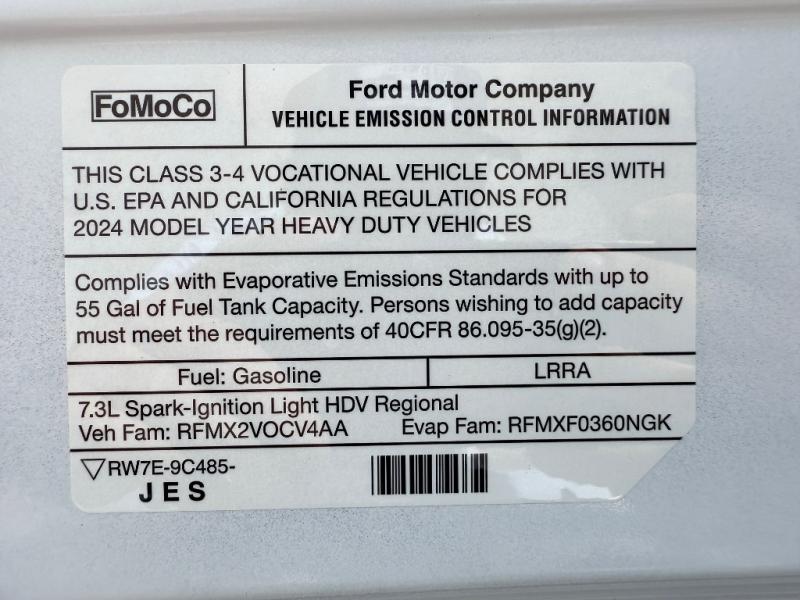 FoMoCo
Ford Motor Company
VEHICLE EMISSION CONTROL INFORMATION
THIS CLASS 3-4 VOCATIONAL VEHICLE COMPLIES WITH
U.S. EPA AND CALIFORNIA REGULATIONS FOR
2024 MODEL YEAR HEAVY DUTY VEHICLES
Complies with Evaporative Emissions Standards with up to
55 Gal of Fuel Tank Capacity. Persons wishing to add capacity
must meet the requirements of 40CFR 86.095-35(g)(2).
Fuel: Gasoline
LRRA
7.3L Spark-Ignition Light HDV Regional
Veh Fam: RFMX2VOCV4AA Evap Fam: RFMXF0360NGK
RW7E-9C485-
JES